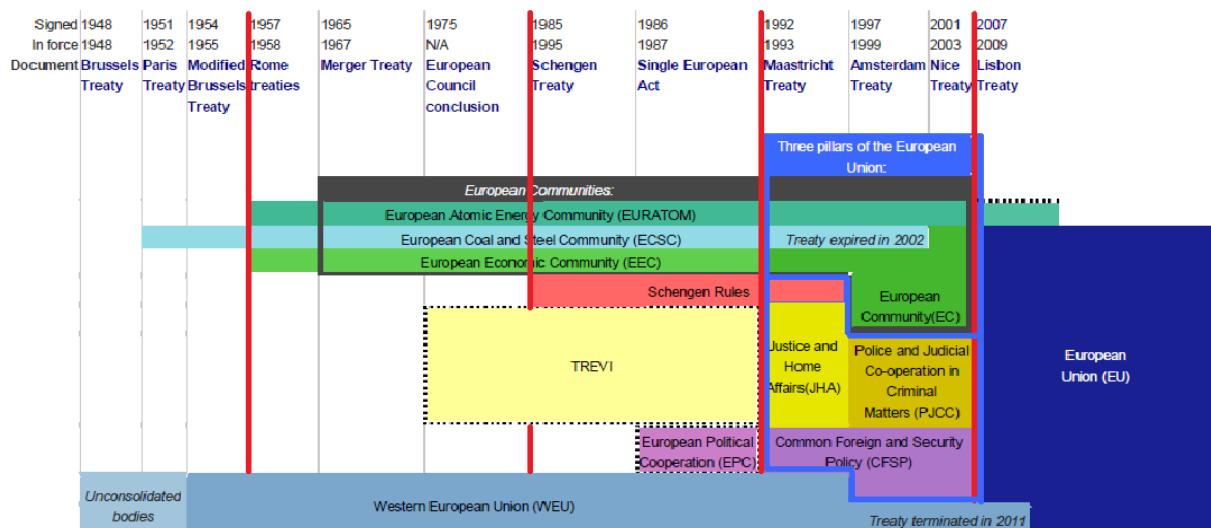 Signed 1948 1951 1954 1957 1965 1975 1985 1986 1992 1997 2001 2007
In force 1948 1952 1955 1958 1967 N/A 1995 1987 1993 1999 2003 2009
Document Brussels Paris Modified Rome Merger Treaty European Schengen Single European Maastricht Amsterdam Nice Lisbon
Treaty Treaty Brussels treaties Council Treaty Act Treaty Treaty Treaty Treaty
Treaty conclusion
Three pillars of the European
Union:
European Communities:
European Atomic Energy Community (EURATOM)
European Coal and Steel Community (ECSC) Treaty expired in 2002
European Economic Community (EEC)
Schengen Rules
European
Community(EC)
TREVI
Justice and
Home
Affairs(JHA)
Police and Judicial
Co-operation in
Criminal
Matters (PJCC)
European
Union (EU)
European Political
Cooperation (EPC)
Common Foreign and Security
Policy (CFSP)
Unconsolidated
bodies
Western European Union (WEU)
Treaty terminated in 2011